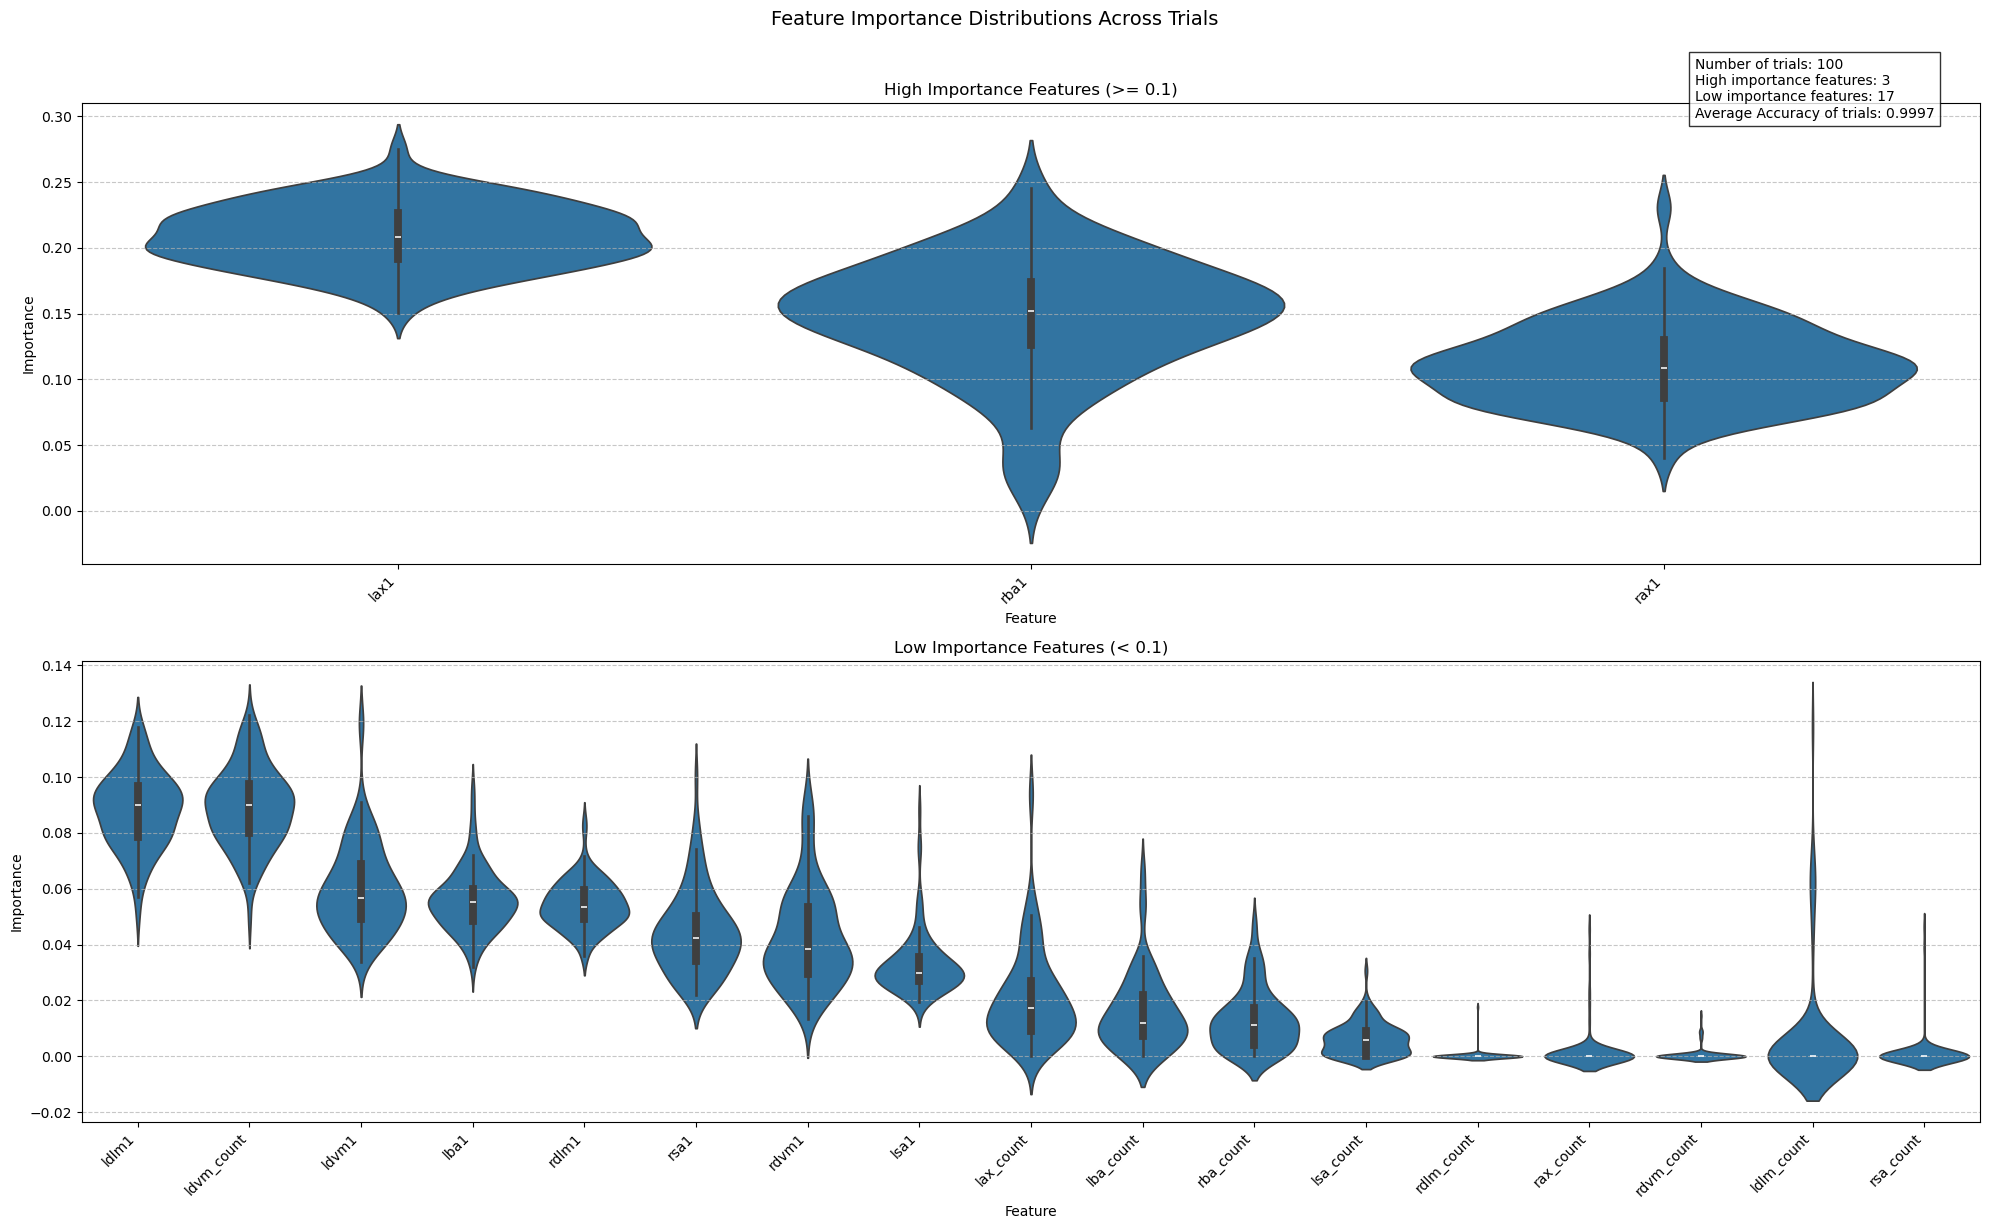 Feature Importance Distributions Across Trials
Number of trials: 100
High importance features: 3
Low importance features: 17
Average Accuracy of trials: 0.9997
High Importance Features (>= 0.1)
0.30
0.25
0.20
0.15
0.10
0.05
0.00
Importance
lax1
rba1
rax1
Feature
Low Importance Features (< 0.1)
0.14
0.12
0.10
0.08
0.06
0.04
0.02
0.00
−0.02
Importance
ldlm1
ldvm_count
ldvm1
lba1
rdlm1
rsa1
rdvm1
lsa1
lax_count
lba_count
rba_count
lsa_count
rdlm_count
rax_count
rdvm_count
ldlm_count
rsa_count
Feature